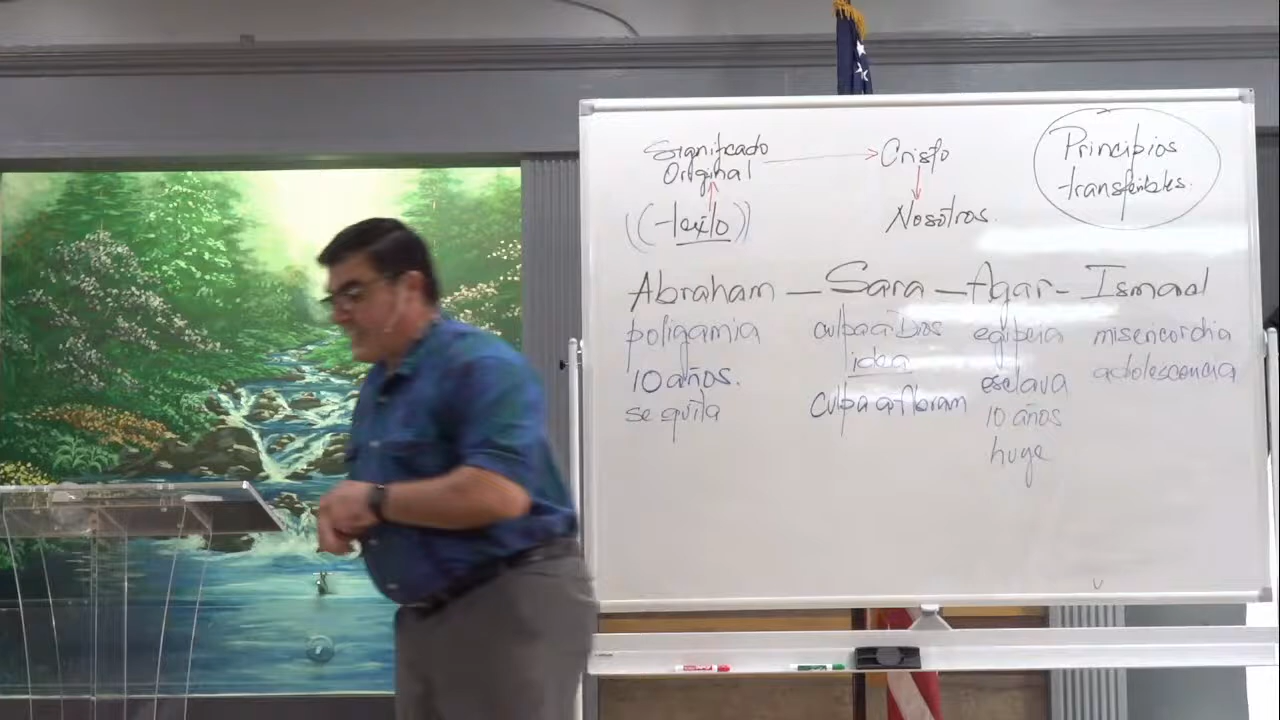 Significado
Original
((texto))
Cristo
Nosotros.
Principios
transferibles.
Abraham - Sara - Agar - Ismael
poligamia
10 años.
se quita
culpa a Dios
idea
culpa a Abram
egipcia
esclava
10 años
huye
misericordia
adolescencia